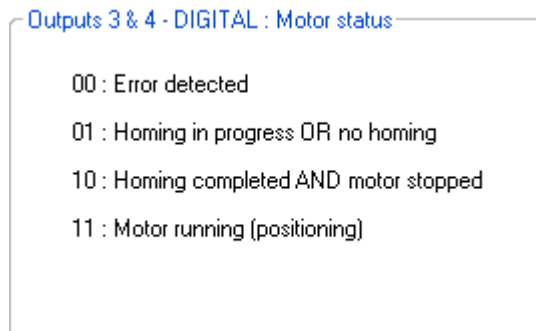 Outputs 3 & 4 - DIGITAL : Motor status
00 : Error detected
01 : Homing in progress OR no homing
10 : Homing completed AND motor stopped
11 : Motor running (positioning)